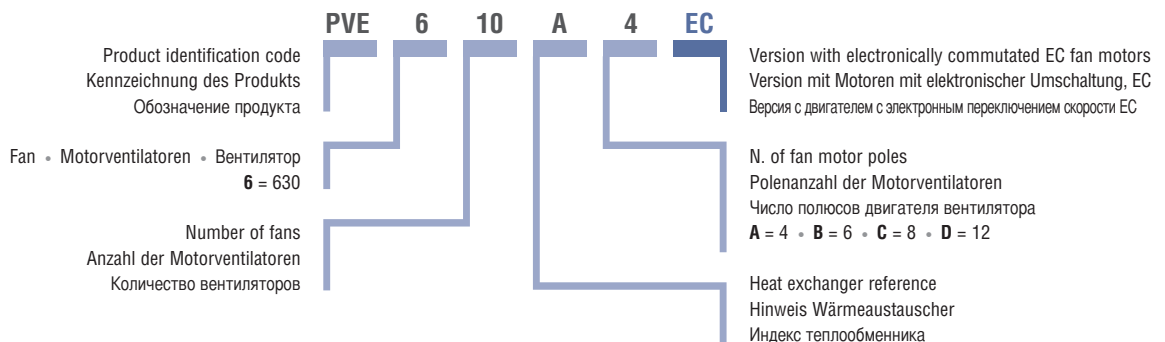 PVE 6 10 A 4 EC
Product identification code
Kennzeichnung des Produkts
Обозначение продукта
Fan • Motorventilatoren • Вентилятор
6 = 630
Number of fans
Anzahl der Motorventilatoren
Количество вентиляторов
Version with electronically commutated EC fan motors
Version mit Motoren mit elektronischer Umschaltung, EC
Версия с двигателем с электронным переключением скорости EC
N. of fan motor poles
Polenanzahl der Motorventilatoren
Число полюсов двигателя вентилятора
A = 4 • B = 6 • C = 8 • D = 12
Heat exchanger reference
Hinweis Wärmeaustauscher
Индекс теплообменника